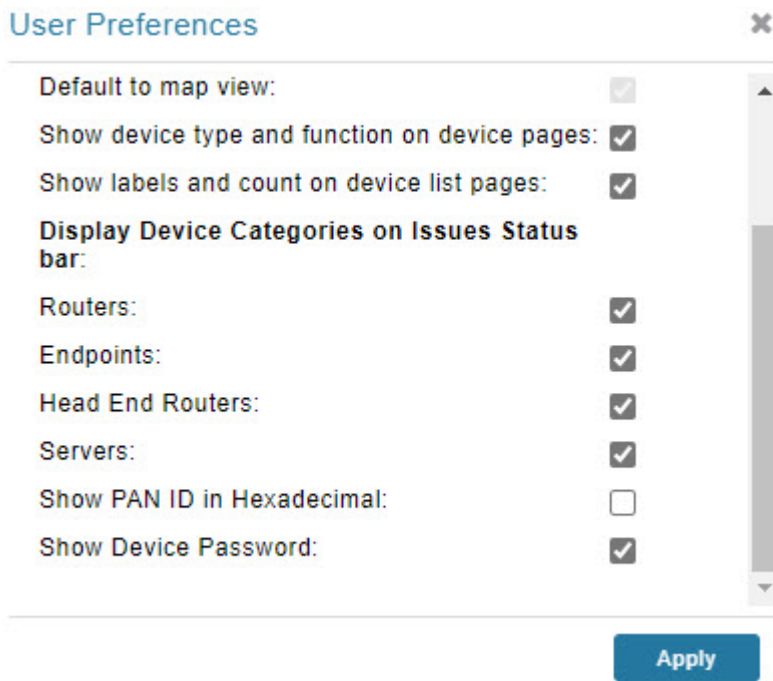 User Preferences
Default to map view:
Show device type and function on device pages:
Show labels and count on device list pages:
Display Device Categories on Issues Status
bar:
Routers:
Endpoints:
Head End Routers:
Servers:
Show PAN ID in Hexadecimal:
Show Device Password:
Apply